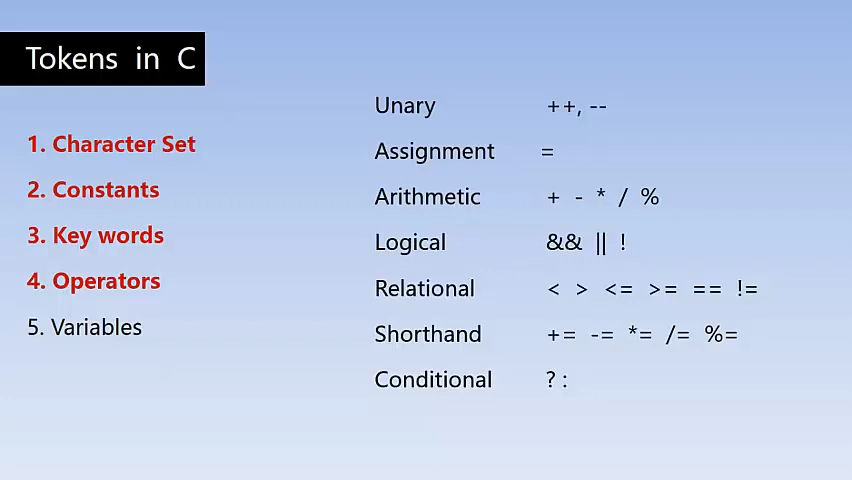 Tokens in C
1. Character Set
2. Constants
3. Key words
4. Operators
5. Variables
Unary ++, --
Assignment =
Arithmetic + - * / %
Logical && || !
Relational < > <= >= == !=
Shorthand += -= *= /= %=
Conditional ? :